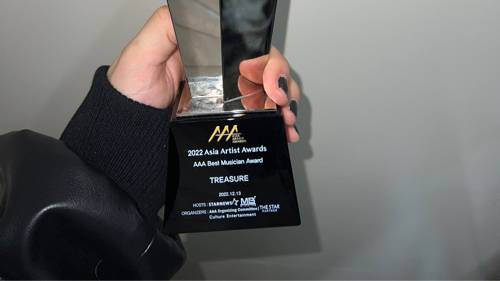 AAA
2022 Asia Artist Awards
AAA Best Musician Award
TREASURE
2022.12.13
HOSTS : STARNEWS
ORGANIZERS : AAA Organizing Committee | THE STAR PARTNER
Culture Entertainment